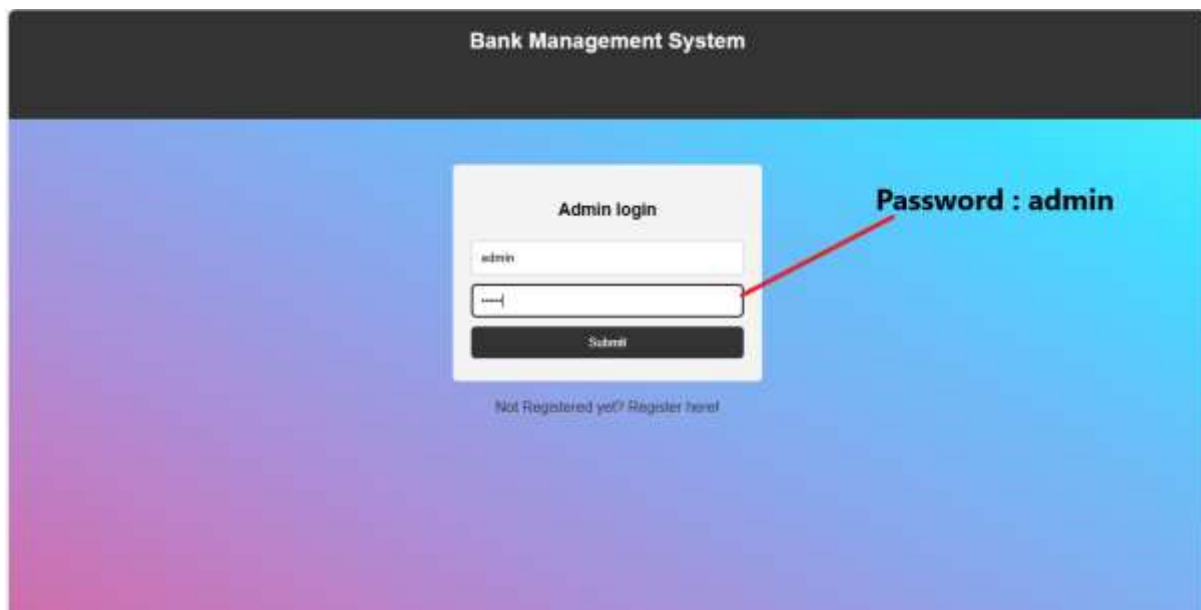 Bank Management System
Admin login
Password : admin
admin
•••••
Submit
Not Registered yet? Register here!